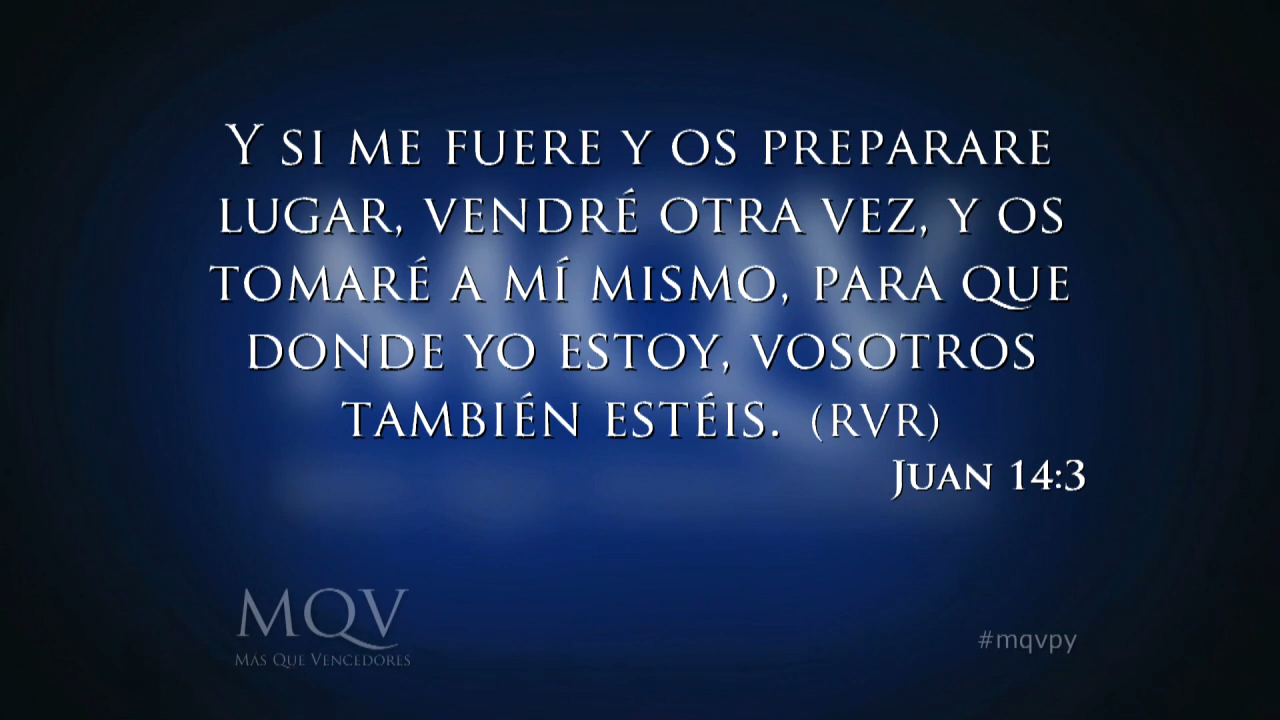 Y SI ME FUERE Y OS PREPARARE
LUGAR, VENDRÉ OTRA VEZ, Y OS
TOMARÉ A MÍ MISMO, PARA QUE
DONDE YO ESTOY, VOSOTROS
TAMBIÉN ESTÉIS. (RVR)
JUAN 14:3
MQV
MÁS QUE VENCEDORES
#mqvpy